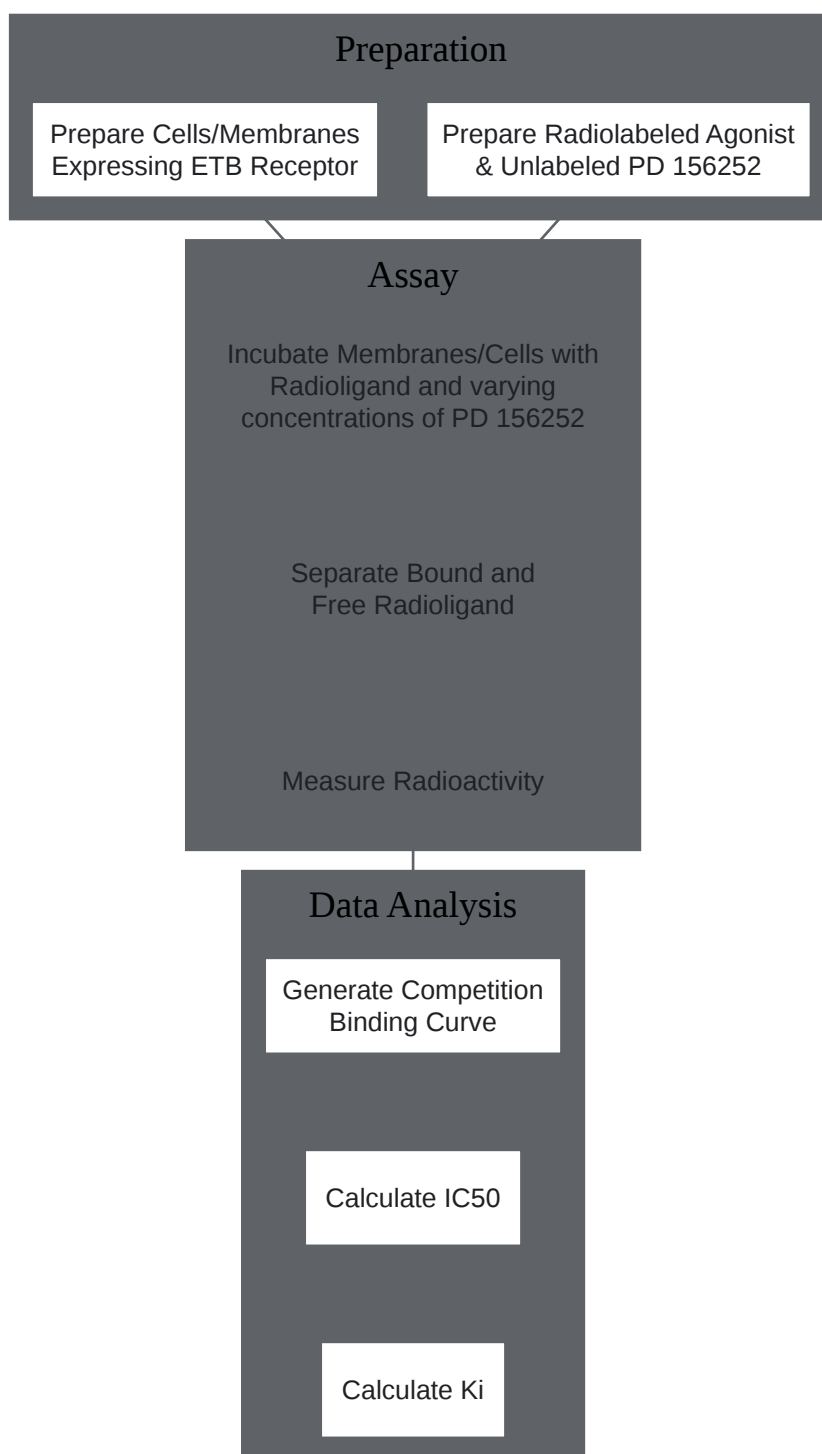 Preparation
Prepare Cells/Membranes
Expressing ETB Receptor
Prepare Radiolabeled Agonist
& Unlabeled PD 156252
Assay
Incubate Membranes/Cells with
Radioligand and varying
concentrations of PD 156252
Separate Bound and
Free Radioligand
Measure Radioactivity
Data Analysis
Generate Competition
Binding Curve
Calculate IC50
Calculate Ki